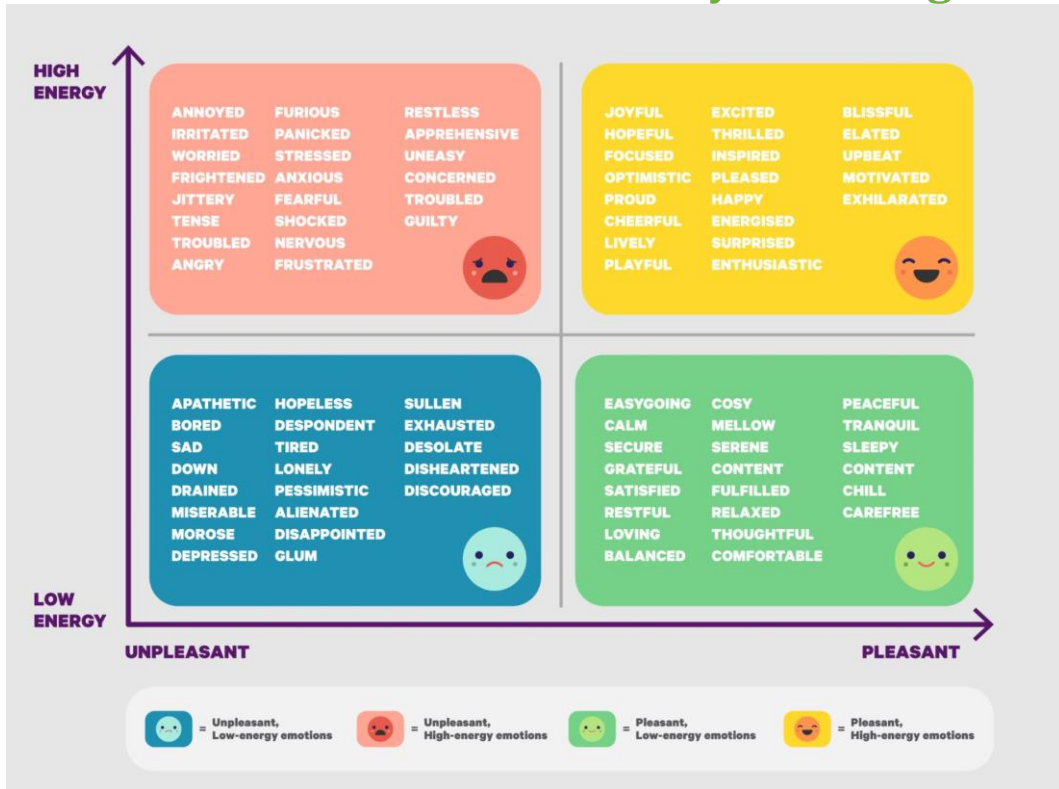 HIGH
ENERGY
ANNOYED FURIOUS RESTLESS
IRRITATED PANICKED APPREHENSIVE
WORRIED STRESSED UNEASY
FRIGHTENED ANXIOUS CONCERNED
JITTERY FEARFUL TROUBLED
TENSE SHOCKED GUILTY
TROUBLED NERVOUS
ANGRY FRUSTRATED
JOYFUL EXCITED BLISSFUL
HOPEFUL THRILLED ELATED
FOCUSED INSPIRED UPBEAT
OPTIMISTIC PLEASED MOTIVATED
PROUD HAPPY EXHILARATED
CHEERFUL ENERGISED
LIVELY SURPRISED
PLAYFUL ENTHUSIASTIC
APATHETIC HOPELESS SULLEN
BORED DESPONDENT EXHAUSTED
SAD TIRED DESOLATE
DOWN LONELY DISHEARTENED
DRAINED PESSIMISTIC DISCOURAGED
MISERABLE ALIENATED
MOROSE DISAPPOINTED
DEPRESSED GLUM
EASYGOING COSY PEACEFUL
CALM MELLOW TRANQUIL
SECURE SERENE SLEEPY
GRATEFUL CONTENT CONTENT
SATISFIED FULFILLED CHILL
RESTFUL RELAXED CAREFREE
LOVING THOUGHTFUL
BALANCED COMFORTABLE
LOW
ENERGY
UNPLEASANT PLEASANT
= Unpleasant,
Low-energy emotions
= Unpleasant,
High-energy emotions
= Pleasant,
Low-energy emotions
= Pleasant,
High-energy emotions